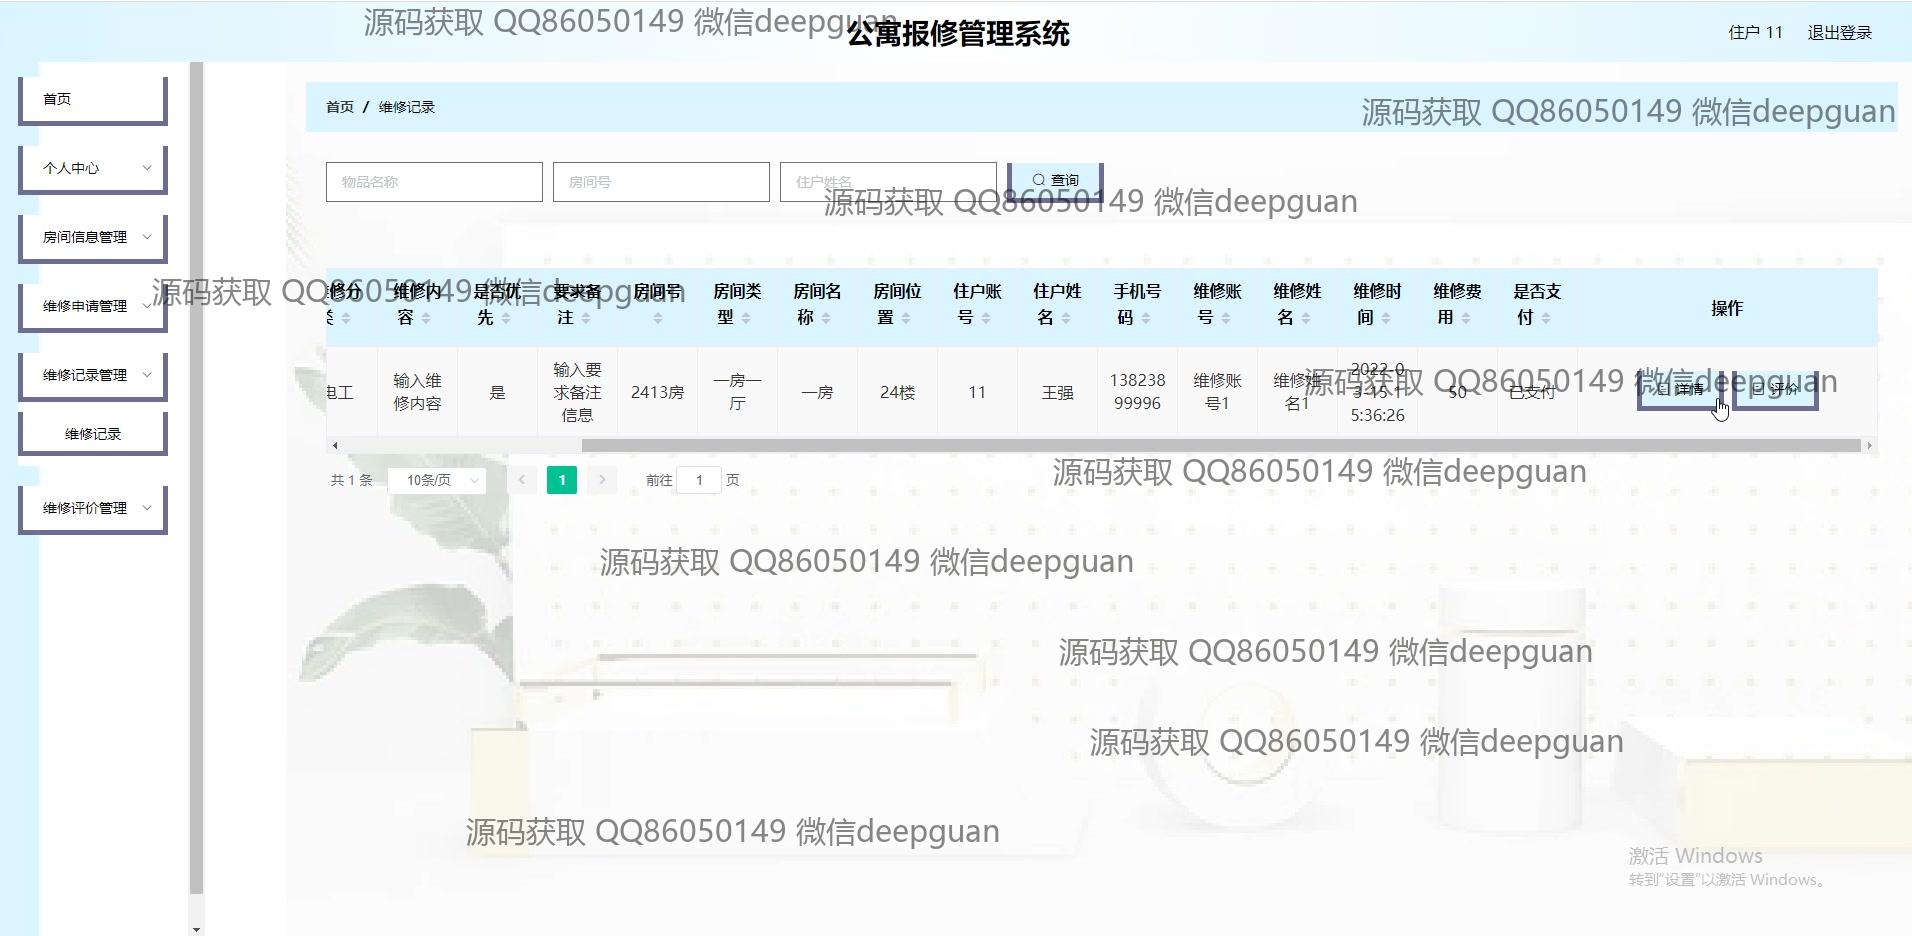 源码获取 QQ86050149 微信deepguan
公寓报修管理系统
住户 11 退出登录
首页
个人中心
房间信息管理
维修申请管理
维修记录管理
维修记录
维修评价管理
首页 / 维修记录
源码获取 QQ86050149 微信deepguan
物品名称 房间号 住户姓名 查询
源码获取 QQ86050149 微信deepguan
源码获取 QQ86050149 微信deepguan
维修分类 维修内容 是否优先 要求备注 房间号 房间类型 房间名称 房间位置 住户账号 住户姓名 手机号码 维修账号 维修姓名 维修时间 维修费用 是否支付 操作
电工 输入维修内容 是 输入要求备注信息 2413房 一房一厅 一房 24楼 11 王强 13823899996 维修账号1 维修姓名1 2022-03-15 15:36:26 50 已支付 详情 评价
源码获取 QQ86050149 微信deepguan
共 1 条 10条/页 1 前往 1 页
源码获取 QQ86050149 微信deepguan
源码获取 QQ86050149 微信deepguan
源码获取 QQ86050149 微信deepguan
源码获取 QQ86050149 微信deepguan
源码获取 QQ86050149 微信deepguan
激活 Windows
转到"设置"以激活 Windows。